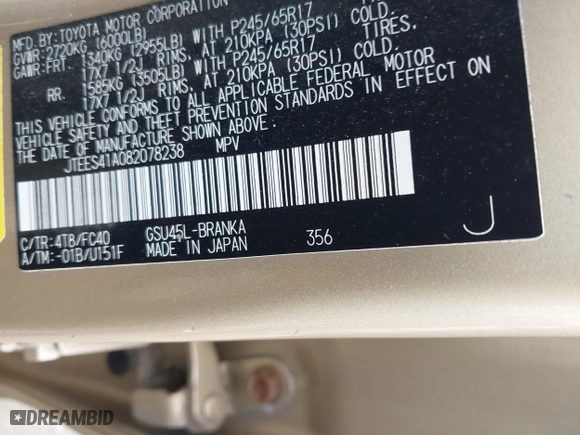 MFD.BY: TOYOTA MOTOR CORPORATION
GVWR: 2720KG (6000LB)
GAWR: FRT. 1340KG (2955LB) WITH P245/65R17 TIRES,
17X7 1/2J RIMS, AT 210KPA (30PSI) COLD.
RR. 1585KG (3505LB) WITH P245/65R17 TIRES,
17X7 1/2J RIMS, AT 210KPA (30PSI) COLD.
THIS VEHICLE CONFORMS TO ALL APPLICABLE FEDERAL MOTOR
VEHICLE SAFETY AND THEFT PREVENTION STANDARDS IN EFFECT ON
THE DATE OF MANUFACTURE SHOWN ABOVE.
JTEES41A082078238 MPV
C/TR: 4T8/FC40 GSU45L-BRANKA
A/TM: -01B/U151F MADE IN JAPAN 356 J
DREAMBID